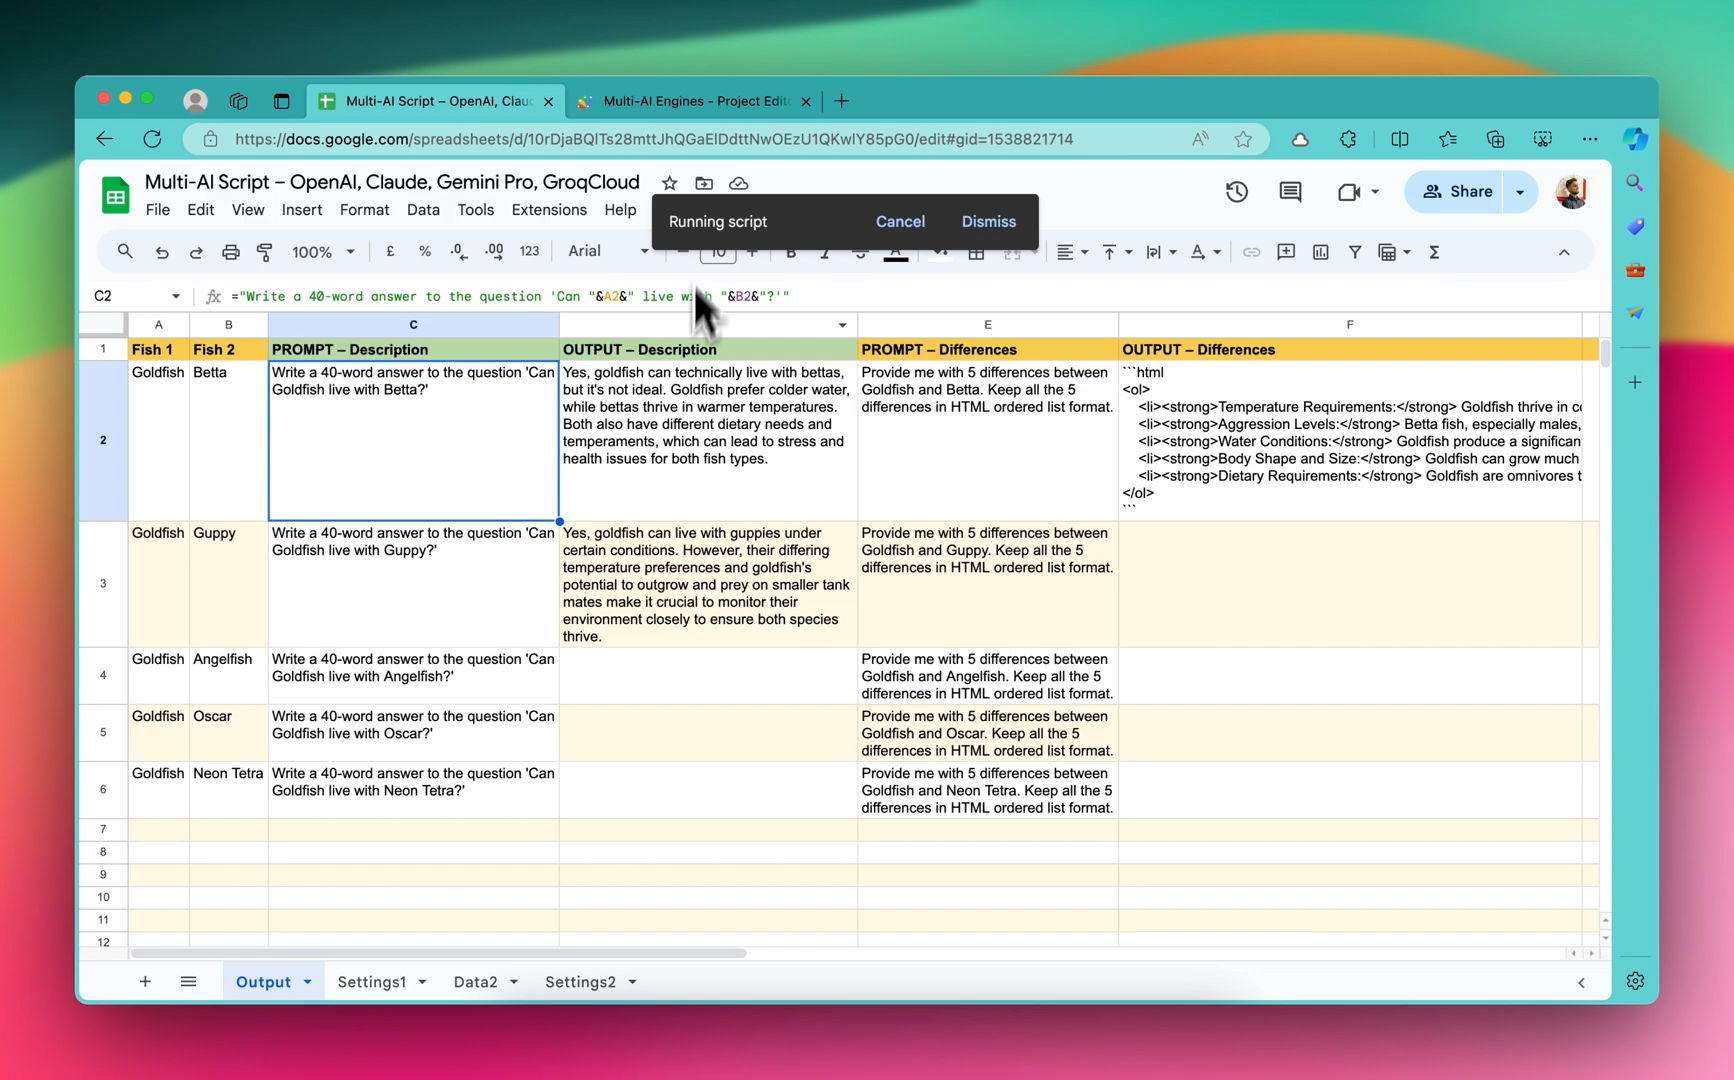 Multi-AI Script – OpenAI, Clau
Multi-AI Engines - Project Edit
https://docs.google.com/spreadsheets/d/10rDjaBQlTs28mttJhQGaElDdttNwOEzU1QKwlY85pG0/edit#gid=1538821714
Multi-AI Script – OpenAI, Claude, Gemini Pro, GroqCloud
File Edit View Insert Format Data Tools Extensions Help
Running script Cancel Dismiss
Share
100% £ % .0 .00 123 Arial 10
C2 ="Write a 40-word answer to the question 'Can "&A2&" live with "&B2&"?'"
A B C E F
1 Fish 1 Fish 2 PROMPT – Description OUTPUT – Description PROMPT – Differences OUTPUT – Differences
2
Goldfish
Betta
Write a 40-word answer to the question 'Can
Goldfish live with Betta?'
Yes, goldfish can technically live with bettas,
but it's not ideal. Goldfish prefer colder water,
while bettas thrive in warmer temperatures.
Both also have different dietary needs and
temperaments, which can lead to stress and
health issues for both fish types.
Provide me with 5 differences between
Goldfish and Betta. Keep all the 5
differences in HTML ordered list format.
```html
<ol>
<li><strong>Temperature Requirements:</strong> Goldfish thrive in co
<li><strong>Aggression Levels:</strong> Betta fish, especially males,
<li><strong>Water Conditions:</strong> Goldfish produce a significan
<li><strong>Body Shape and Size:</strong> Goldfish can grow much
<li><strong>Dietary Requirements:</strong> Goldfish are omnivores t
</ol>
```
3
Goldfish
Guppy
Write a 40-word answer to the question 'Can
Goldfish live with Guppy?'
Yes, goldfish can live with guppies under
certain conditions. However, their differing
temperature preferences and goldfish's
potential to outgrow and prey on smaller tank
mates make it crucial to monitor their
environment closely to ensure both species
thrive.
Provide me with 5 differences between
Goldfish and Guppy. Keep all the 5
differences in HTML ordered list format.
4
Goldfish
Angelfish
Write a 40-word answer to the question 'Can
Goldfish live with Angelfish?'
Provide me with 5 differences between
Goldfish and Angelfish. Keep all the 5
differences in HTML ordered list format.
5
Goldfish
Oscar
Write a 40-word answer to the question 'Can
Goldfish live with Oscar?'
Provide me with 5 differences between
Goldfish and Oscar. Keep all the 5
differences in HTML ordered list format.
6
Goldfish
Neon Tetra
Write a 40-word answer to the question 'Can
Goldfish live with Neon Tetra?'
Provide me with 5 differences between
Goldfish and Neon Tetra. Keep all the 5
differences in HTML ordered list format.
7
8
9
10
11
12
Output Settings1 Data2 Settings2